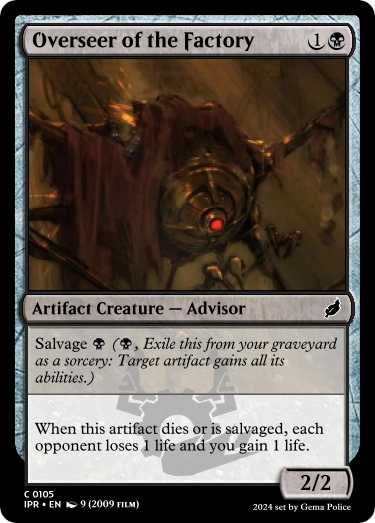 Overseer of the Factory 1
Artifact Creature — Advisor
Salvage (, Exile this from your graveyard
as a sorcery: Target artifact gains all its
abilities.)
When this artifact dies or is salvaged, each
opponent loses 1 life and you gain 1 life.
2/2
C 0105
IPR • EN 9 (2009 FILM)
2024 set by Gema Police